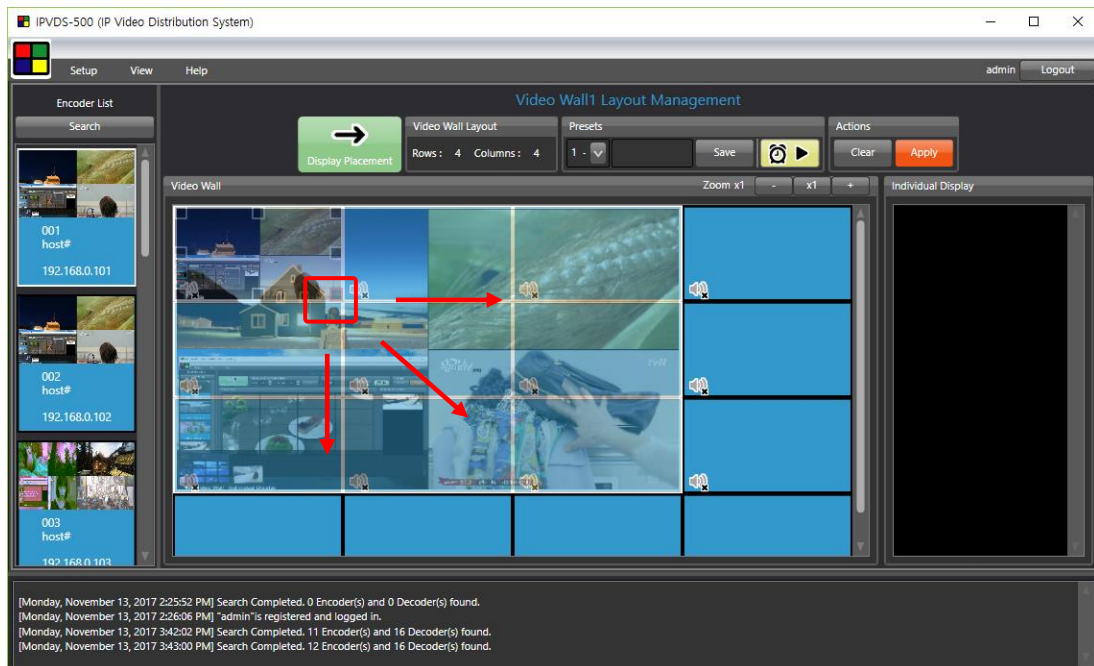 IPVDS-500 (IP Video Distribution System)
Setup View Help admin Logout
Encoder List
Search
001
host#
192.168.0.101
002
host#
192.168.0.102
003
host#
192.168.0.103
Video Wall1 Layout Management
Display Placement
Video Wall Layout
Rows : 4 Columns : 4
Presets
1 -
Save
Actions
Clear Apply
Video Wall
Zoom x1 - x1 +
Individual Display
[Monday, November 13, 2017 2:25:52 PM] Search Completed. 0 Encoder(s) and 0 Decoder(s) found.
[Monday, November 13, 2017 2:26:06 PM] "admin"is registered and logged in.
[Monday, November 13, 2017 3:42:02 PM] Search Completed. 11 Encoder(s) and 16 Decoder(s) found.
[Monday, November 13, 2017 3:43:00 PM] Search Completed. 12 Encoder(s) and 16 Decoder(s) found.